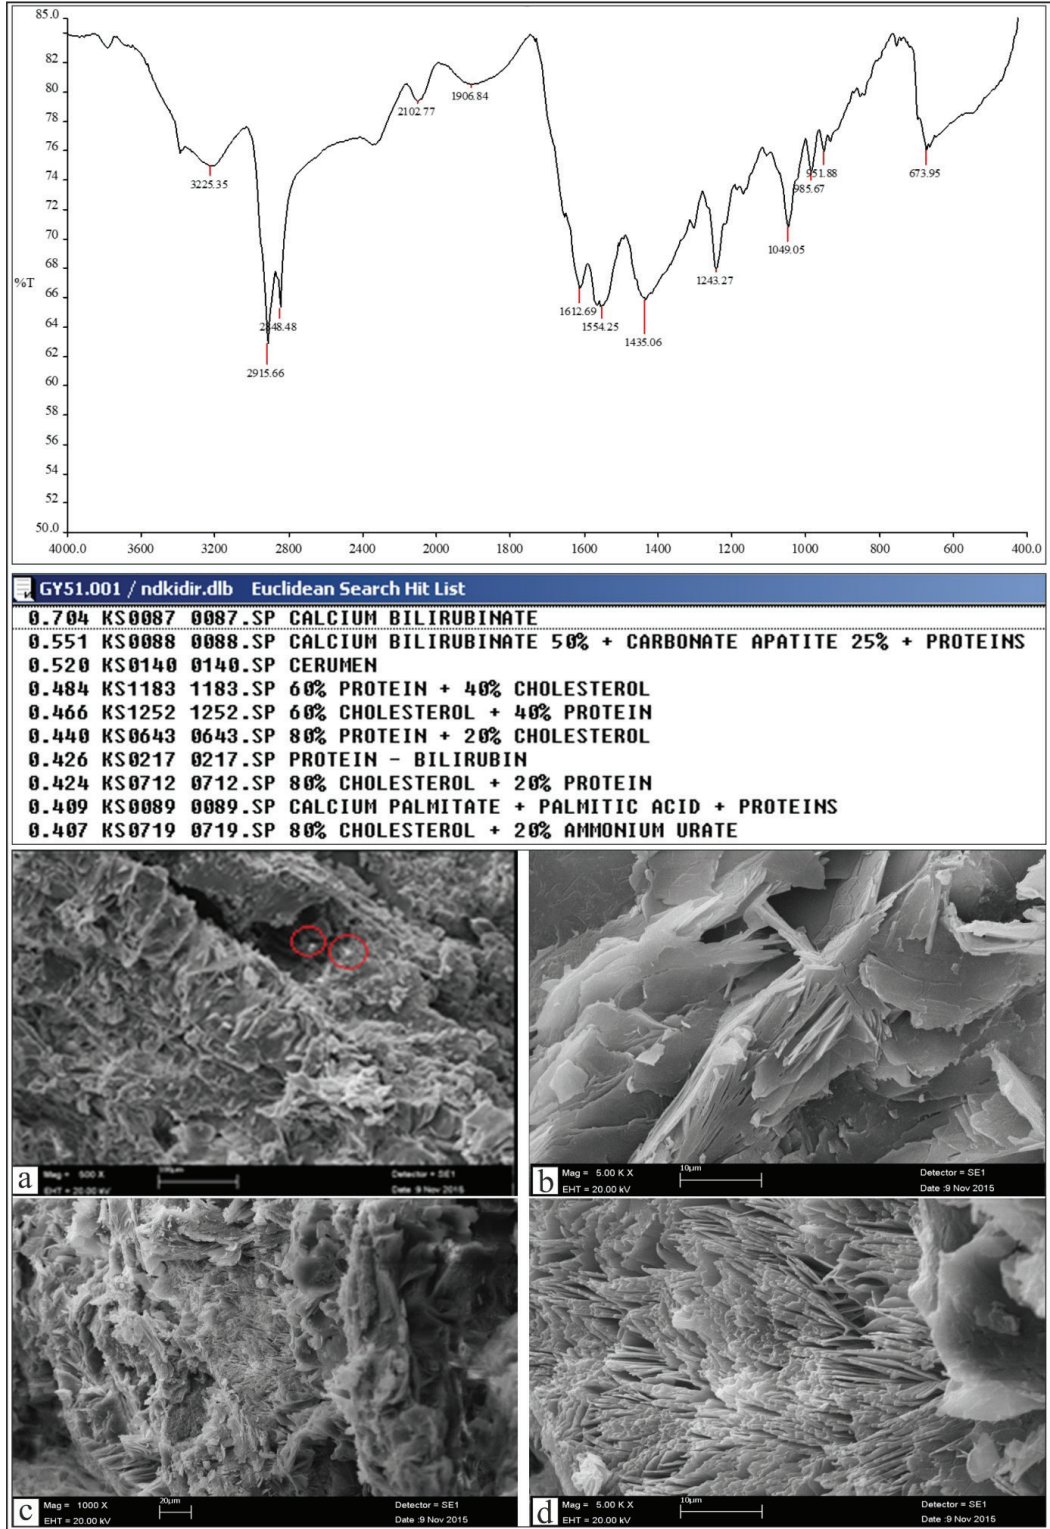 85.0
82
80
78
76
74
72
70
68
%T
66
64
62
60
58
56
54
52
50.0
4000.0 3600 3200 2800 2400 2000 1800 1600 1400 1200 1000 800 600 400.0
3225.35
2915.66
2848.48
2102.77
1906.84
1612.69
1554.25
1435.06
1243.27
1049.05
985.67
951.88
673.95
GY51.001 / ndkidir.dlb Euclidean Search Hit List
0.704 KS0087 0087.SP CALCIUM BILIRUBINATE
0.551 KS0088 0088.SP CALCIUM BILIRUBINATE 50% + CARBONATE APATITE 25% + PROTEINS
0.520 KS0140 0140.SP CERUMEN
0.484 KS1183 1183.SP 60% PROTEIN + 40% CHOLESTEROL
0.466 KS1252 1252.SP 60% CHOLESTEROL + 40% PROTEIN
0.440 KS0643 0643.SP 80% PROTEIN + 20% CHOLESTEROL
0.426 KS0217 0217.SP PROTEIN - BILIRUBIN
0.424 KS0712 0712.SP 80% CHOLESTEROL + 20% PROTEIN
0.409 KS0089 0089.SP CALCIUM PALMITATE + PALMITIC ACID + PROTEINS
0.407 KS0719 0719.SP 80% CHOLESTEROL + 20% AMMONIUM URATE
a
Mag = 500 X
EHT = 20.00 kV
Detector = SE1
Date :9 Nov 2015
b
Mag = 5.00 K X
EHT = 20.00 kV
10µm
Detector = SE1
Date :9 Nov 2015
c
Mag = 1000 X
EHT = 20.00 kV
20µm
Detector = SE1
Date :9 Nov 2015
d
Mag = 5.00 K X
EHT = 20.00 kV
10µm
Detector = SE1
Date :9 Nov 2015